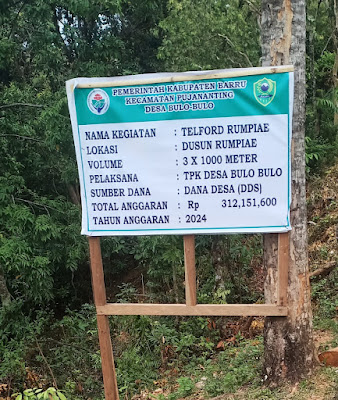 PEMERINTAH KABUPATEN BARRU
KECAMATAN PUJANANTING
DESA BULO-BULO
NAMA KEGIATAN : TELFORD RUMPIAE
LOKASI : DUSUN RUMPIAE
VOLUME : 3 X 1000 METER
PELAKSANA : TPK DESA BULO BULO
SUMBER DANA : DANA DESA (DDS)
TOTAL ANGGARAN : Rp 312,151,600
TAHUN ANGGARAN : 2024